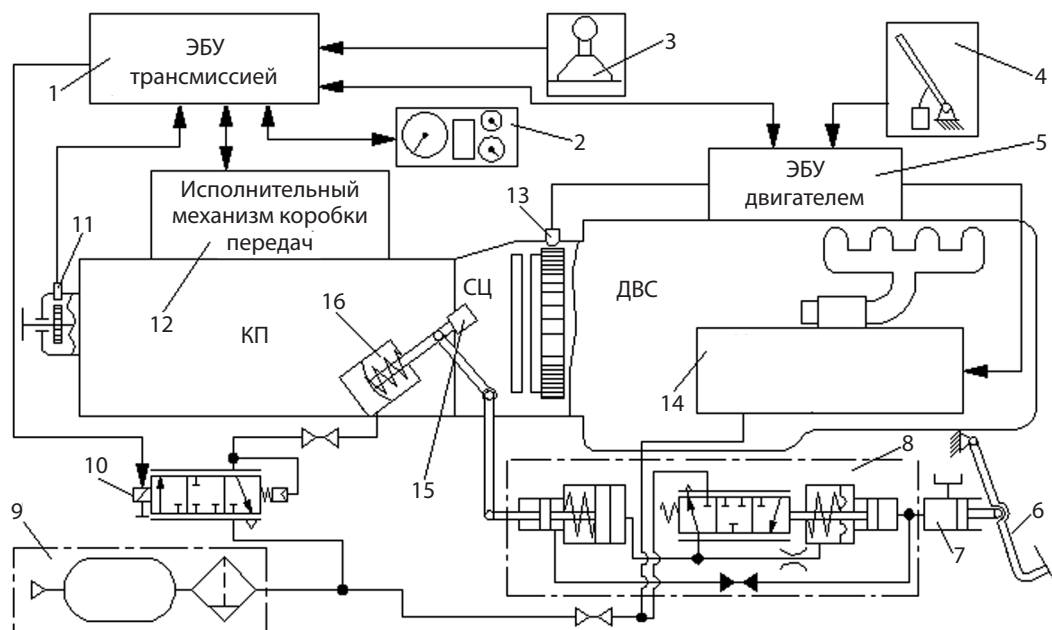 ЭБУ
трансмиссией
1
3
4
2
ЭБУ
двигателем
5
Исполнительный
механизм коробки
передач
11
13
12
КП
16
СЦ
ДВС
14
15
10
8
9
7
6